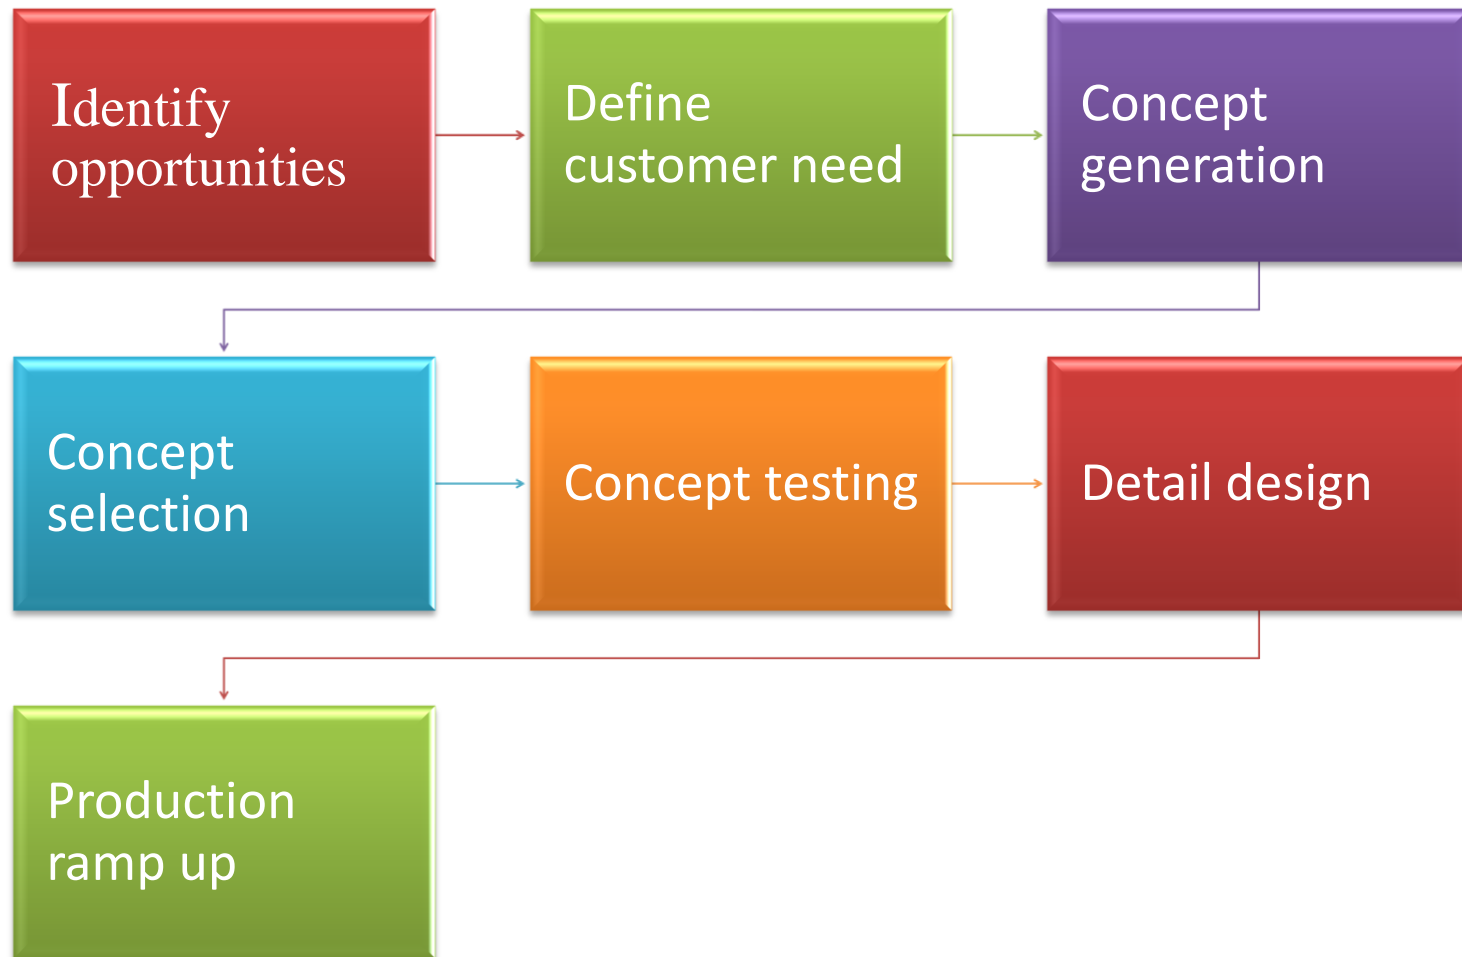 Identify
opportunities
Define
customer need
Concept
generation
Concept
selection
Concept testing
Detail design
Production
ramp up